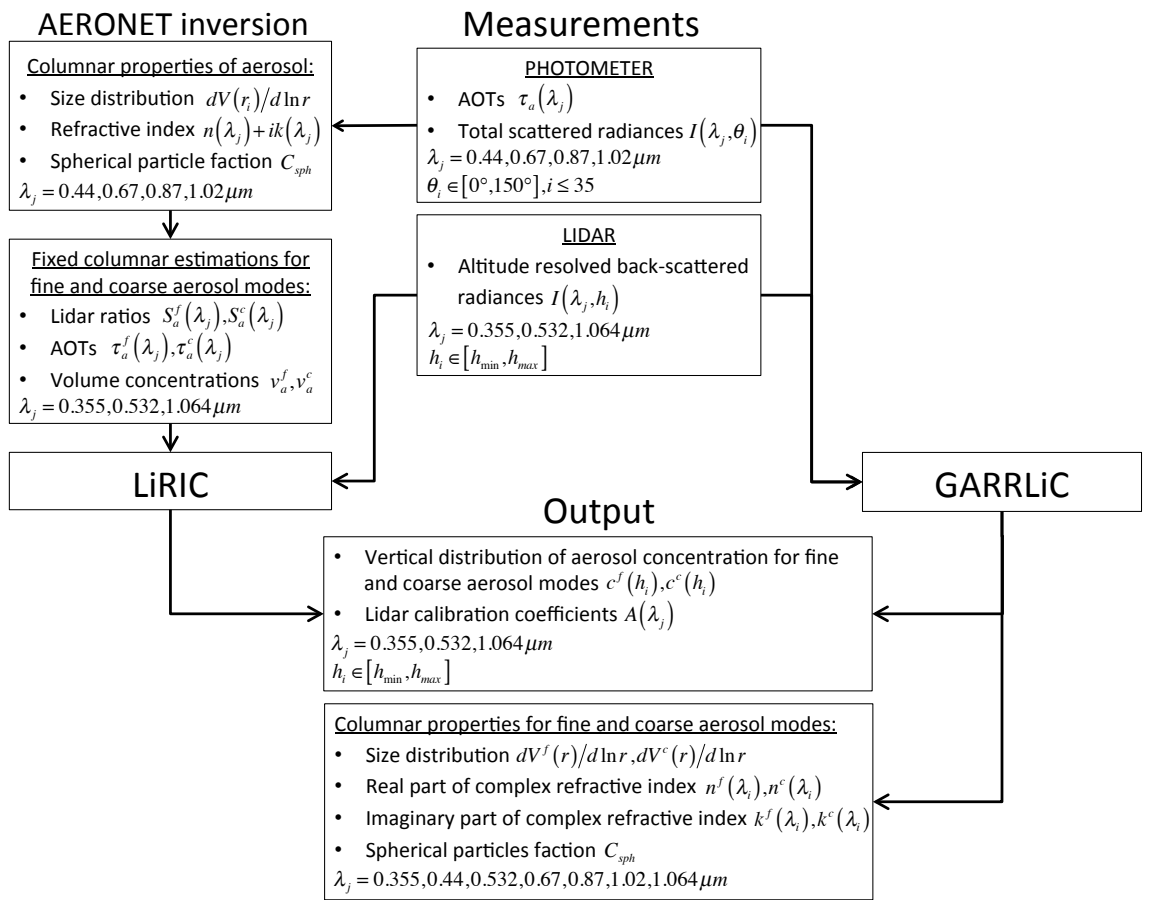 AERONET inversion
Columnar properties of aerosol:
• Size distribution dV(r_i)/d ln r
• Refractive index n(λ_j)+ik(λ_j)
• Spherical particle faction C_sph
λ_j = 0.44,0.67,0.87,1.02 μm
Fixed columnar estimations for
fine and coarse aerosol modes:
• Lidar ratios S_a^f(λ_j),S_a^c(λ_j)
• AOTs τ_a^f(λ_j),τ_a^c(λ_j)
• Volume concentrations v_a^f,v_a^c
λ_j = 0.355,0.532,1.064 μm
LiRIC
Measurements
PHOTOMETER
• AOTs τ_a(λ_j)
• Total scattered radiances I(λ_j,θ_i)
λ_j = 0.44,0.67,0.87,1.02 μm
θ_i ∈[0°,150°],i ≤ 35
LIDAR
• Altitude resolved back-scattered
radiances I(λ_j,h_i)
λ_j = 0.355,0.532,1.064 μm
h_i ∈[h_min,h_max]
GARRLiC
Output
• Vertical distribution of aerosol concentration for fine
and coarse aerosol modes c^f(h_i),c^c(h_i)
• Lidar calibration coefficients A(λ_j)
λ_j = 0.355,0.532,1.064 μm
h_i ∈[h_min,h_max]
Columnar properties for fine and coarse aerosol modes:
• Size distribution dV^f(r)/d ln r,dV^c(r)/d ln r
• Real part of complex refractive index n^f(λ_i),n^c(λ_i)
• Imaginary part of complex refractive index k^f(λ_i),k^c(λ_i)
• Spherical particles faction C_sph
λ_j = 0.355,0.44,0.532,0.67,0.87,1.02,1.064 μm